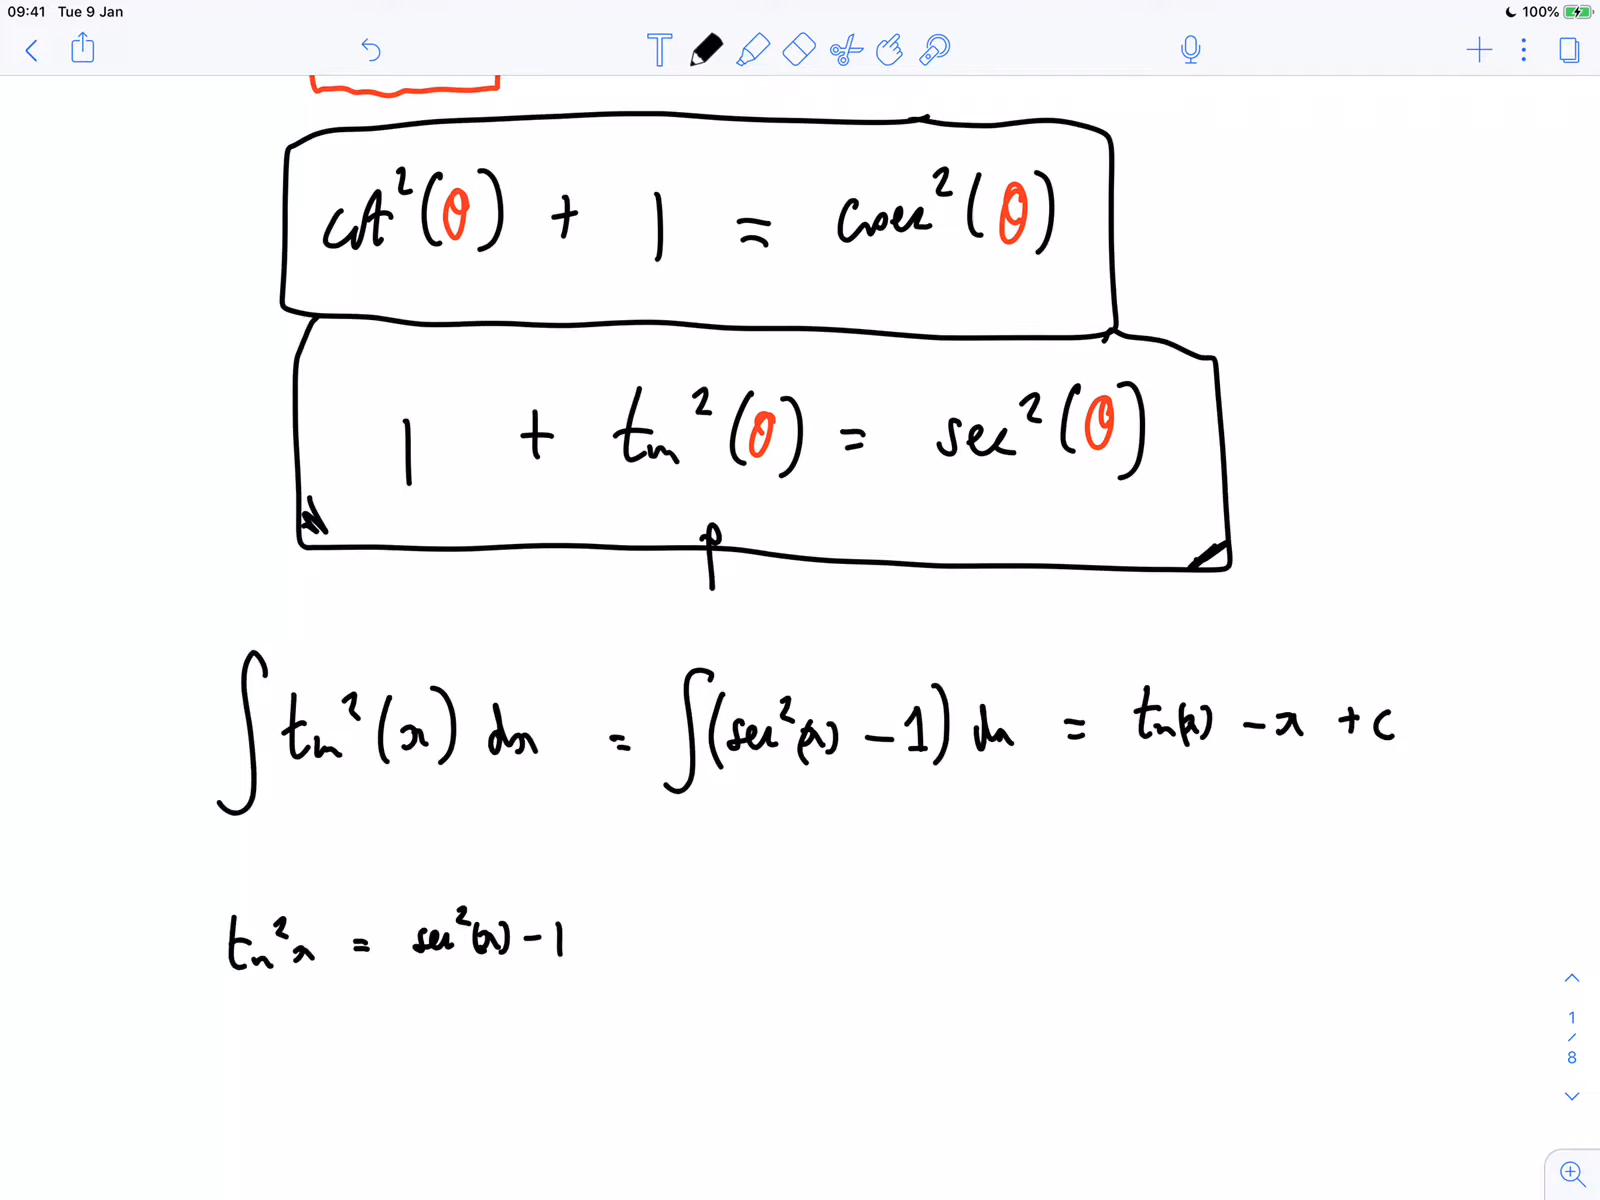 09:41 Tue 9 Jan 100%
cot²(θ) + 1 = cosec²(θ)
1 + tan²(θ) = sec²(θ)
∫ tan²(x) dx = ∫(sec²(x) - 1) dx = tan(x) - x + c
tan²x = sec²(x) - 1
1
/
8